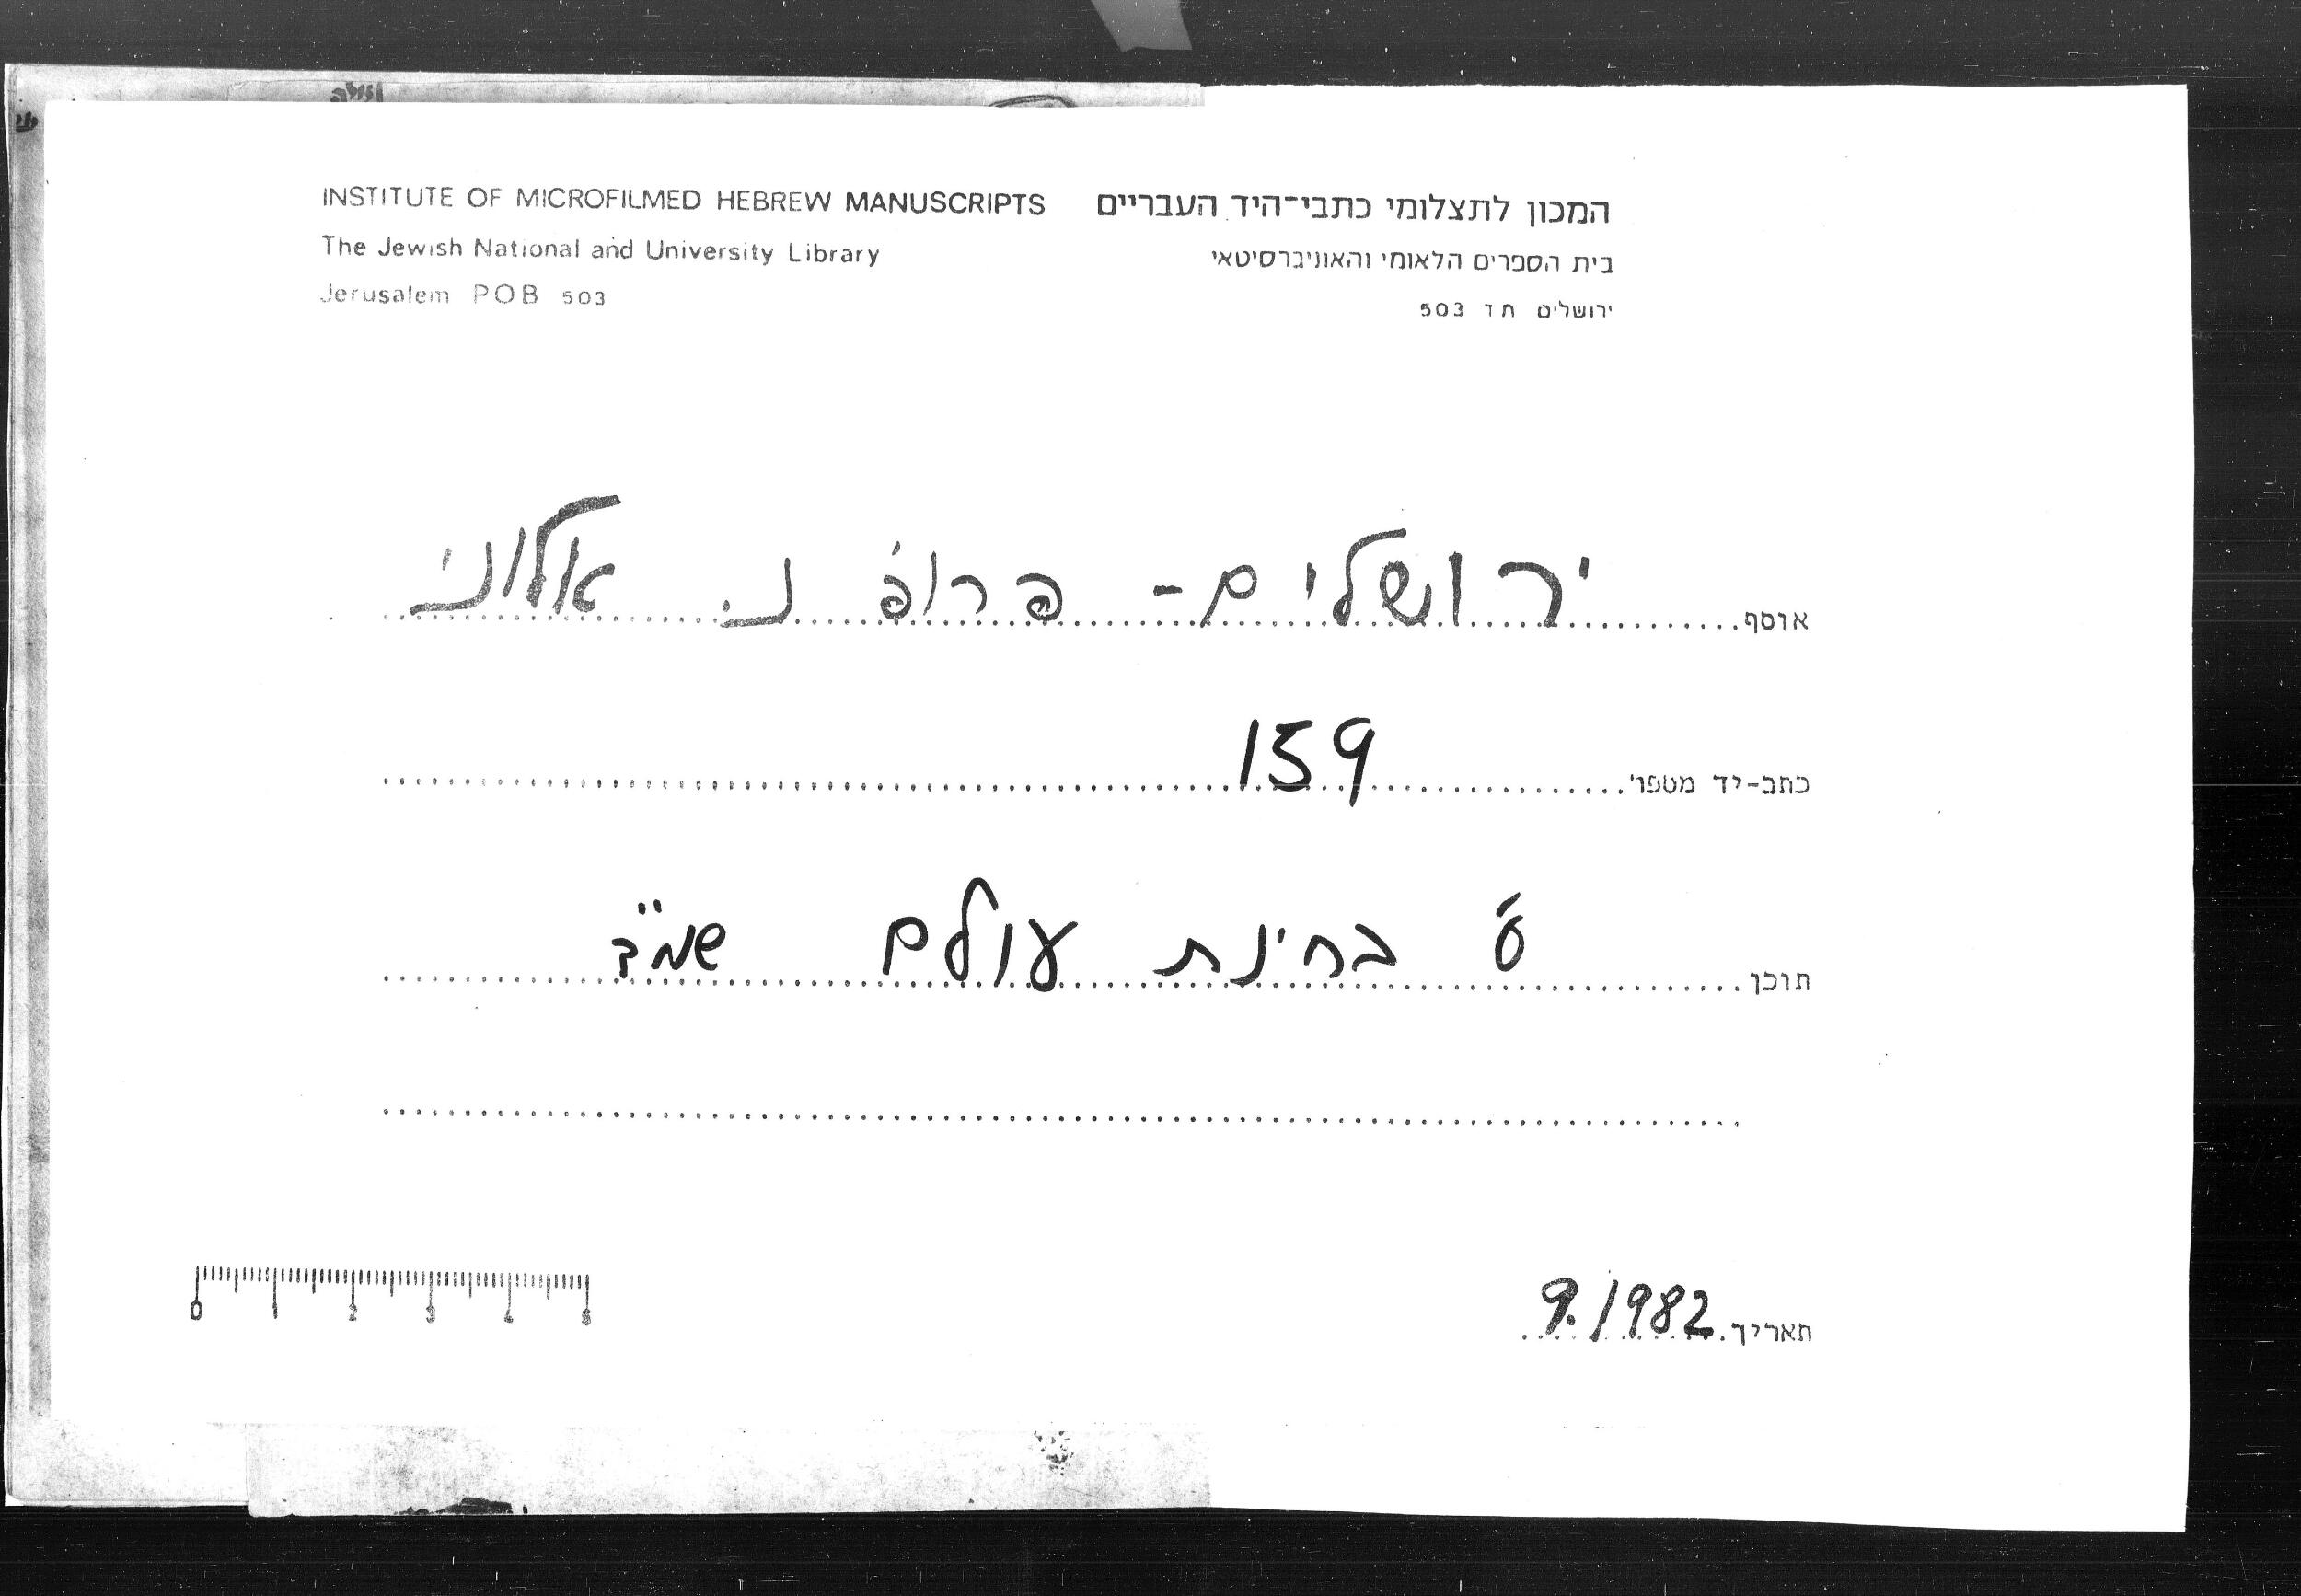 INSTITUTE OF MICROFILMED HEBREW MANUSCRIPTS המכון לתצלומי כתבי־היד העבריים
The Jewish National and University Library בית הספרים הלאומי והאוניברסיטאי
Jerusalem POB 503 ירושלים תד 503
אוסף ירושלים - פרופ' נ. אלוני
כתב-יד מספר' 159
תוכן ס' בחינת עולם שמ"ד
תאריך 9.1982
0 1 2 3 4 5